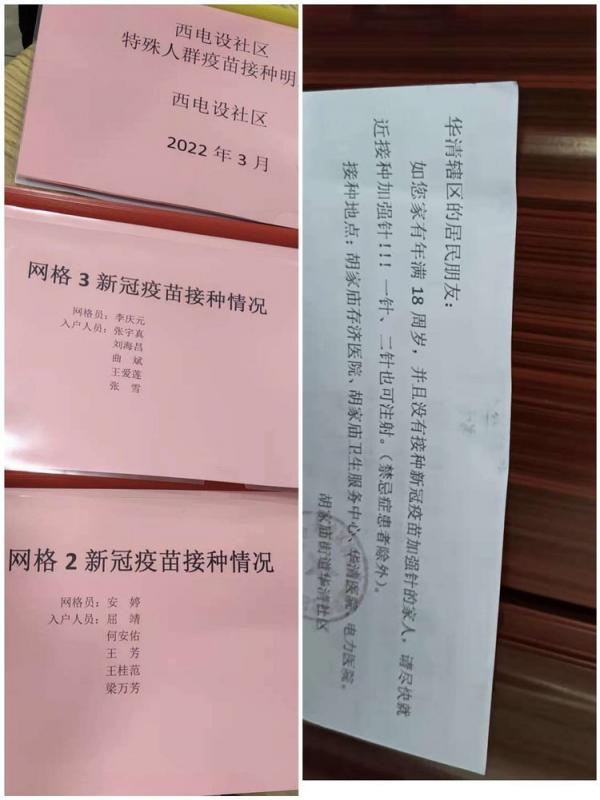 西电设社区
特殊人群疫苗接种明
西电设社区
2022 年 3 月
网格 3 新冠疫苗接种情况
网格员：李庆元
入户人员：张宇真
刘海昌
曲 斌
王爱莲
张 雪
网格 2 新冠疫苗接种情况
网格员：安 婷
入户人员：屈 靖
何安佑
王 芳
王桂范
梁万芳
华清辖区的居民朋友：
如您家有年满 18 周岁，并且没有接种新冠疫苗加强针的家人，请尽快就
近接种加强针!!! 一针、二针也可注射。（禁忌症患者除外）。
接种地点：胡家庙存济医院、胡家庙卫生服务中心、华清医院、电力医院。
胡家庙街道华清社区